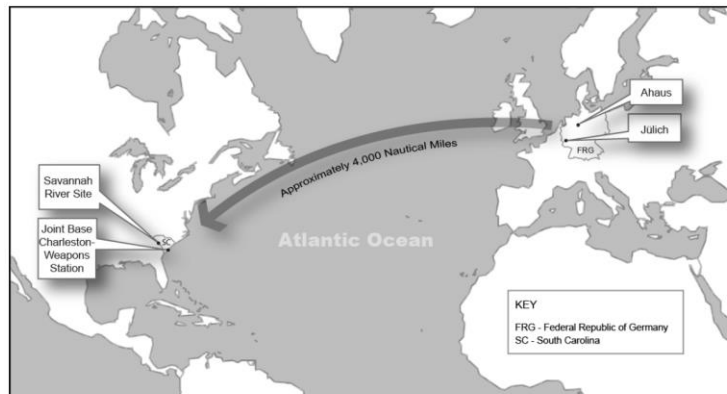 Ahaus
Jülich
FRG
Approximately 4,000 Nautical Miles
Savannah
River Site
SC
Joint Base
Charleston-
Weapons
Station
Atlantic Ocean
KEY
FRG - Federal Republic of Germany
SC - South Carolina